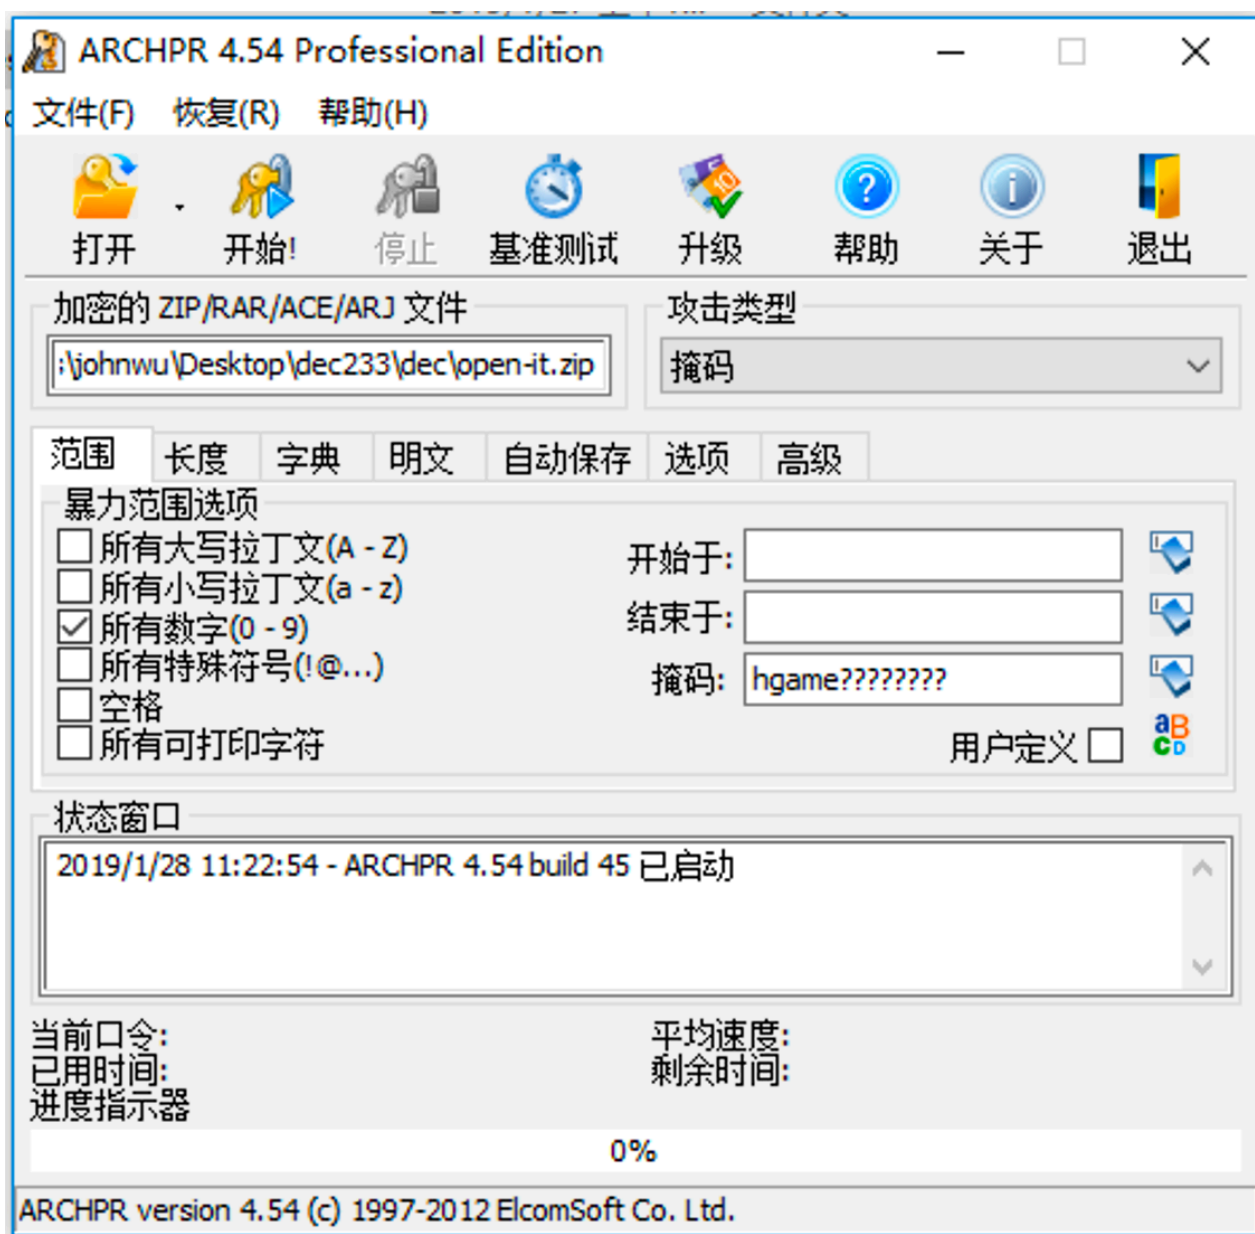 ARCHPR 4.54 Professional Edition
文件(F) 恢复(R) 帮助(H)
打开 开始! 停止 基准测试 升级 帮助 关于 退出
加密的 ZIP/RAR/ACE/ARJ 文件 攻击类型
:\johnwu\Desktop\dec233\dec\open-it.zip 掩码
范围 长度 字典 明文 自动保存 选项 高级
暴力范围选项
所有大写拉丁文(A - Z) 开始于:
所有小写拉丁文(a - z)
所有数字(0 - 9) 结束于:
所有特殊符号(!@...) 掩码: hgame????????
空格
所有可打印字符 用户定义
状态窗口
2019/1/28 11:22:54 - ARCHPR 4.54 build 45 已启动
当前口令: 平均速度:
已用时间: 剩余时间:
进度指示器
0%
ARCHPR version 4.54 (c) 1997-2012 ElcomSoft Co. Ltd.